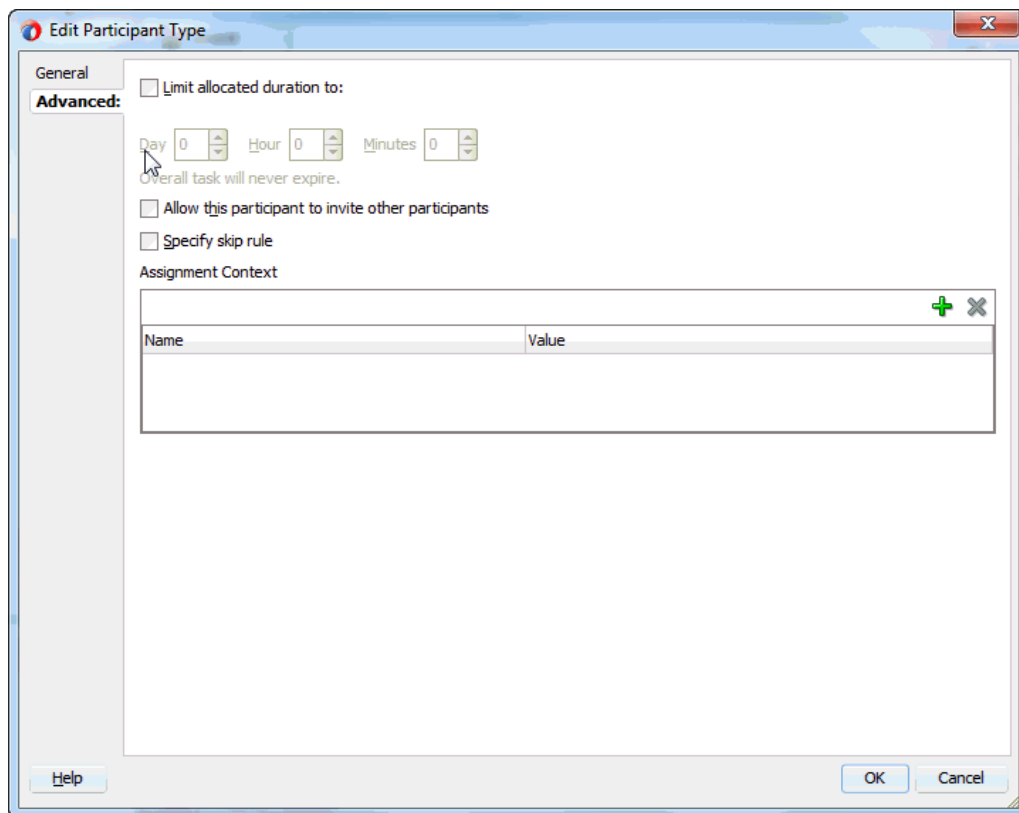 Edit Participant Type
General
Advanced:
Limit allocated duration to:
Day 0 Hour 0 Minutes 0
Overall task will never expire.
Allow this participant to invite other participants
Specify skip rule
Assignment Context
Name Value
Help OK Cancel